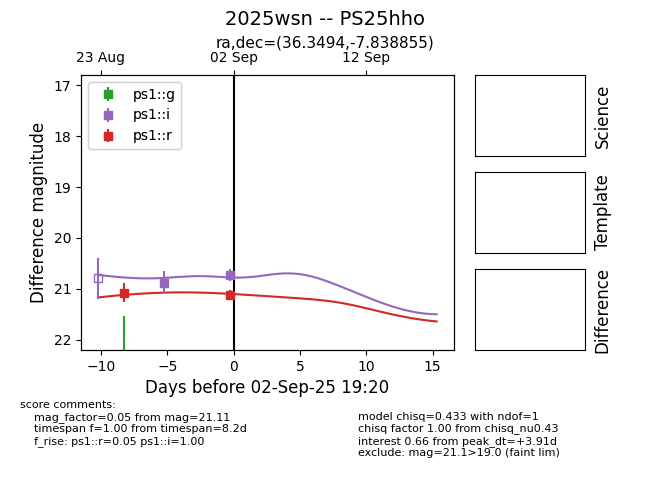 2025wsn -- PS25hho
ra,dec=(36.3494,-7.838855)
23 Aug
02 Sep
12 Sep
ps1::g
ps1::i
ps1::r
Difference magnitude
17
18
19
20
21
22
−10
−5
0
5
10
15
Days before 02-Sep-25 19:20
Science
Template
Difference
score comments:
mag_factor=0.05 from mag=21.11
timespan f=1.00 from timespan=8.2d
f_rise: ps1::r=0.05 ps1::i=1.00
model chisq=0.433 with ndof=1
chisq factor 1.00 from chisq_nu0.43
interest 0.66 from peak_dt=+3.91d
exclude: mag=21.1>19.0 (faint lim)